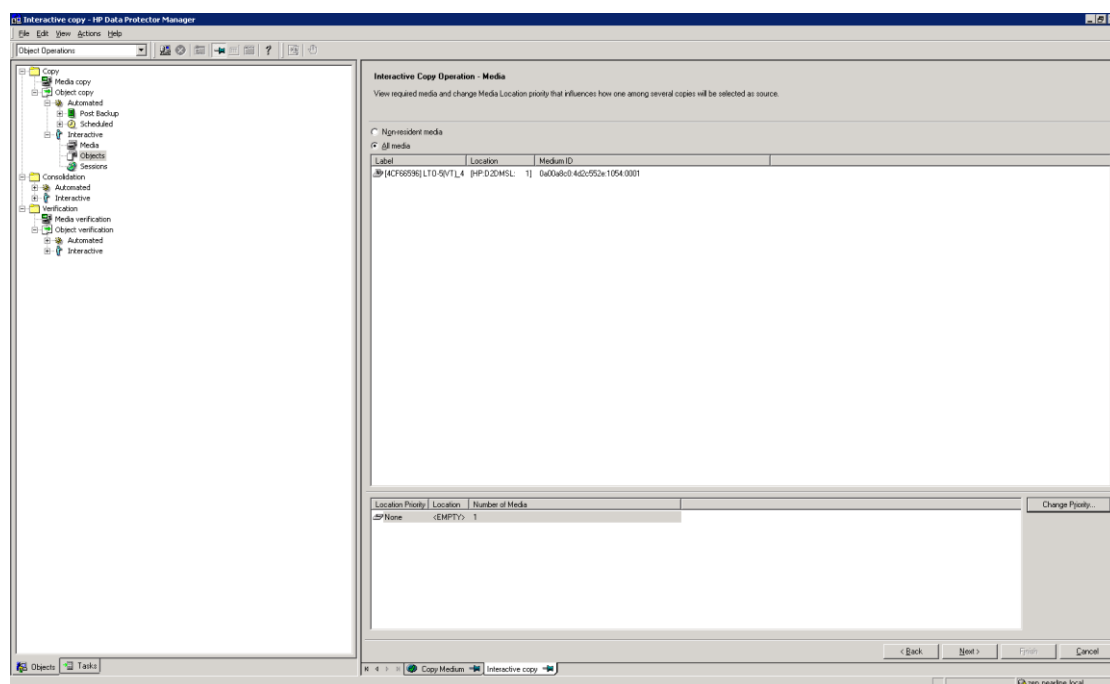 Interactive copy - HP Data Protector Manager
File Edit View Actions Help
Object Operations
Copy
Media copy
Object copy
Automated
Post Backup
Scheduled
Interactive
Media
Objects
Sessions
Consolidation
Automated
Interactive
Verification
Media verification
Object verification
Automated
Interactive
Interactive Copy Operation - Media
View required media and change Media Location priority that influences how one among several copies will be selected as source.
Non-resident media
All media
Label Location Medium ID
[4CF66596] LTO-5(VT)_4 [HP:D2DMSL: 1] 0a00a8c0:4d2c552e:1054:0001
Location Priority Location Number of Media
None <EMPTY> 1
Change Priority...
< Back Next > Finish Cancel
Objects Tasks
Copy Medium Interactive copy